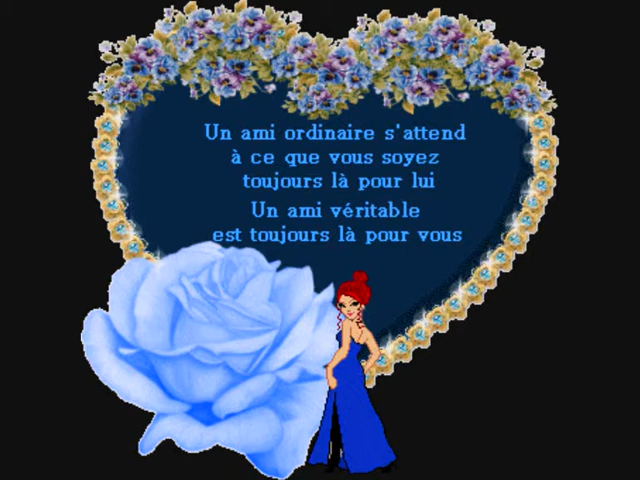 Un ami ordinaire s'attend
à ce que vous soyez
toujours là pour lui
Un ami véritable
est toujours là pour vous